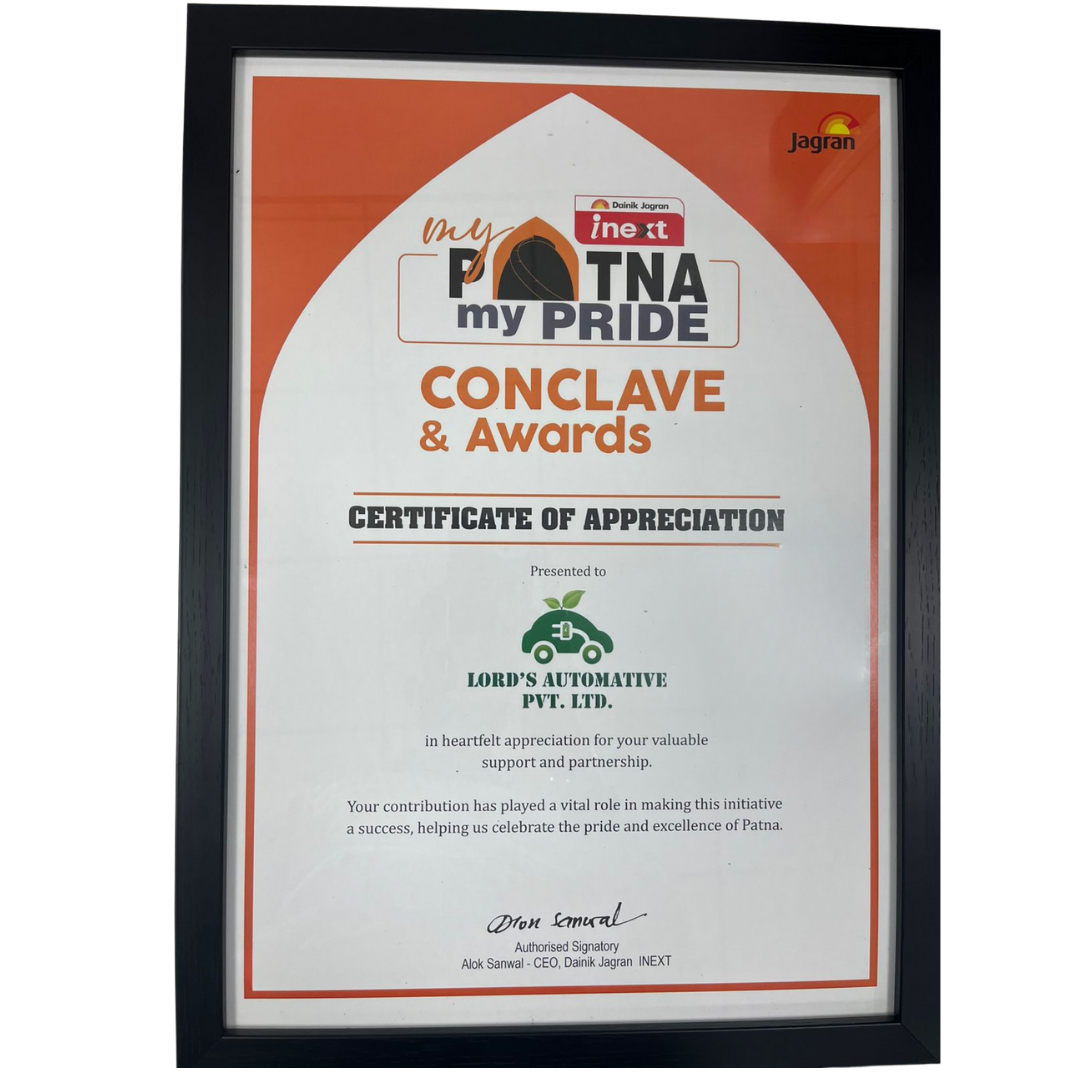 Jagran
Dainik Jagran
inext
my
PATNA
my PRIDE
CONCLAVE
& Awards
CERTIFICATE OF APPRECIATION
Presented to
LORD'S AUTOMATIVE
PVT. LTD.
in heartfelt appreciation for your valuable
support and partnership.
Your contribution has played a vital role in making this initiative
a success, helping us celebrate the pride and excellence of Patna.
Alok Sanwal
Authorised Signatory
Alok Sanwal - CEO, Dainik Jagran INEXT